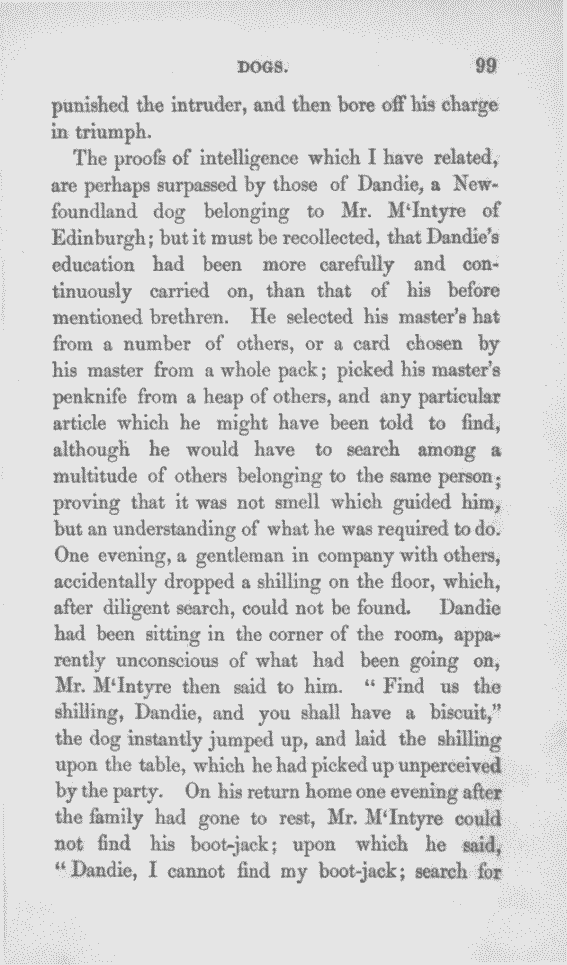 DOGS. 99
punished the intruder, and then bore off his charge
in triumph.
The proofs of intelligence which I have related,
are perhaps surpassed by those of Dandie, a New-
foundland dog belonging to Mr. M‘Intyre of
Edinburgh; but it must be recollected, that Dandie's
education had been more carefully and con-
tinuously carried on, than that of his before
mentioned brethren. He selected his master's hat
from a number of others, or a card chosen by
his master from a whole pack; picked his master's
penknife from a heap of others, and any particular
article which he might have been told to find,
although he would have to search among a
multitude of others belonging to the same person;
proving that it was not smell which guided him,
but an understanding of what he was required to do.
One evening, a gentleman in company with others,
accidentally dropped a shilling on the floor, which,
after diligent search, could not be found. Dandie
had been sitting in the corner of the room, appa-
rently unconscious of what had been going on,
Mr. M‘Intyre then said to him. “ Find us the
shilling, Dandie, and you shall have a biscuit,”
the dog instantly jumped up, and laid the shilling
upon the table, which he had picked up unperceived
by the party. On his return home one evening after
the family had gone to rest, Mr. M‘Intyre could
not find his boot-jack; upon which he said,
“ Dandie, I cannot find my boot-jack; search for